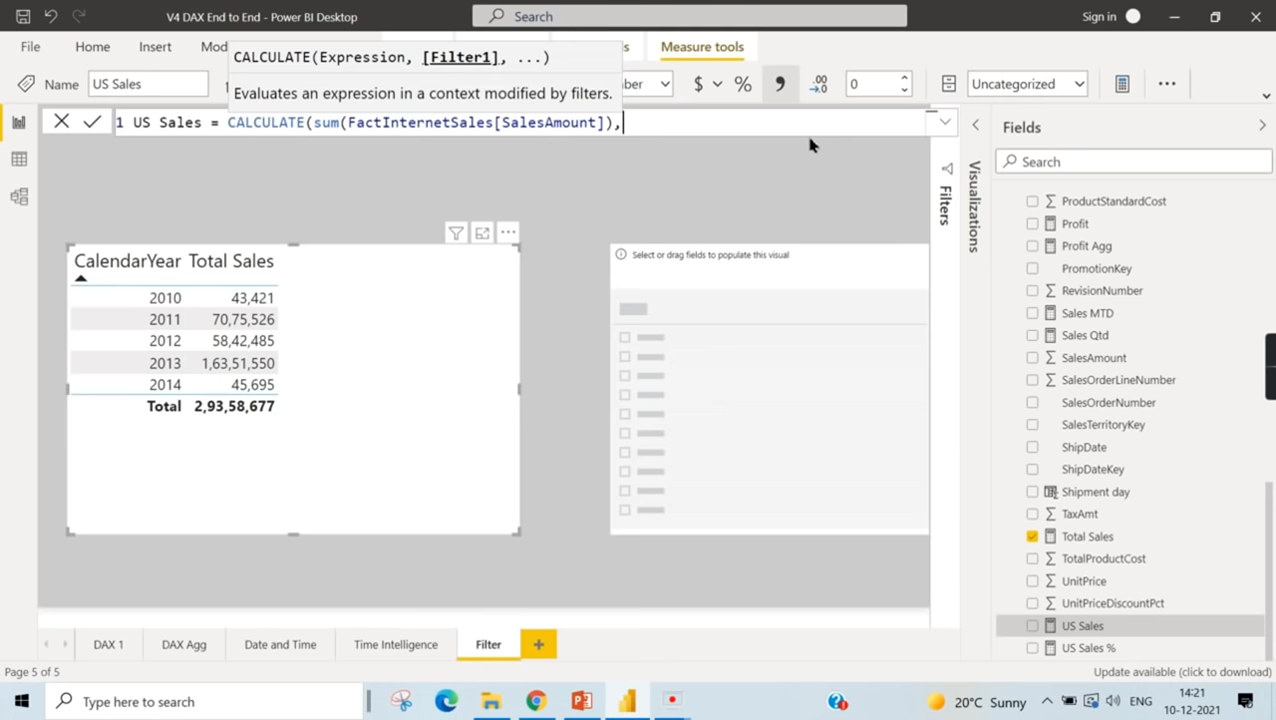 V4 DAX End to End - Power BI Desktop
Search
Sign in
File
Home
Insert
Mod
s
Measure tools
CALCULATE(Expression, [Filter1], ...)
Evaluates an expression in a context modified by filters.
Name
US Sales
ber
$
%
,
.00
0
Uncategorized
1 US Sales = CALCULATE(sum(FactInternetSales[SalesAmount]),
CalendarYear Total Sales
2010 43,421
2011 70,75,526
2012 58,42,485
2013 1,63,51,550
2014 45,695
Total 2,93,58,677
Select or drag fields to populate this visual
Filters
Visualizations
Fields
Search
ProductStandardCost
Profit
Profit Agg
PromotionKey
RevisionNumber
Sales MTD
Sales Qtd
SalesAmount
SalesOrderLineNumber
SalesOrderNumber
SalesTerritoryKey
ShipDate
ShipDateKey
Shipment day
TaxAmt
Total Sales
TotalProductCost
UnitPrice
UnitPriceDiscountPct
US Sales
US Sales %
DAX 1
DAX Agg
Date and Time
Time Intelligence
Filter
Page 5 of 5
Update available (click to download)
Type here to search
20°C Sunny
ENG
14:21
10-12-2021